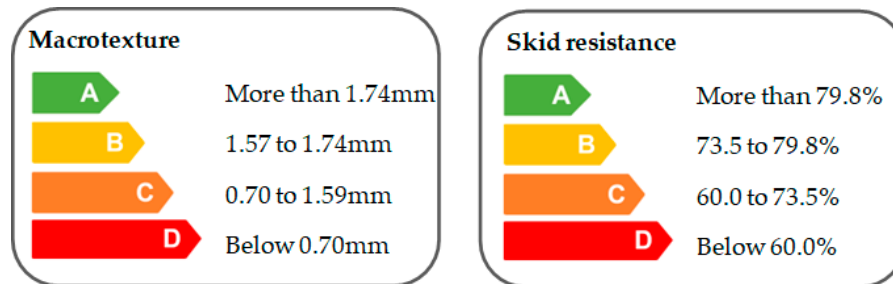 Macrotexture
A More than 1.74mm
B 1.57 to 1.74mm
C 0.70 to 1.59mm
D Below 0.70mm
Skid resistance
A More than 79.8%
B 73.5 to 79.8%
C 60.0 to 73.5%
D Below 60.0%